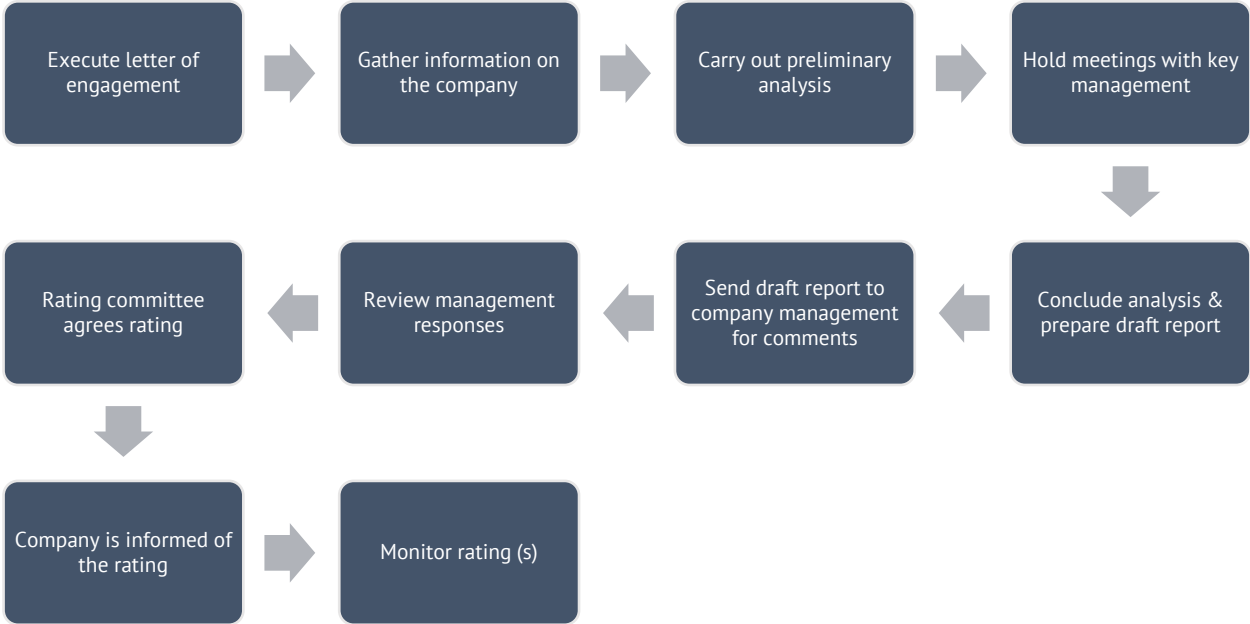 Execute letter of
engagement
Gather information on
the company
Carry out preliminary
analysis
Hold meetings with key
management
Conclude analysis &
prepare draft report
Send draft report to
company management
for comments
Review management
responses
Rating committee
agrees rating
Company is informed of
the rating
Monitor rating (s)